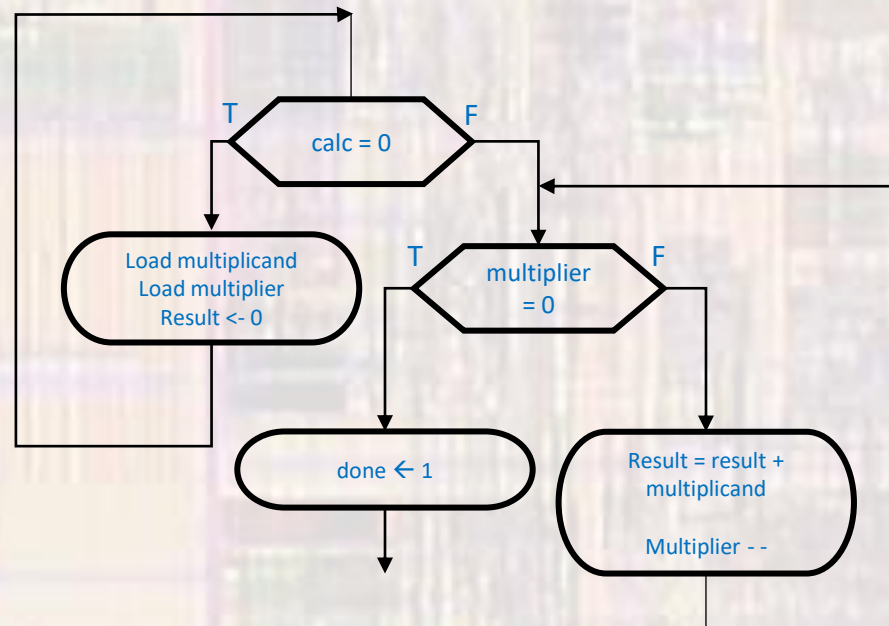 T
F
calc = 0
Load multiplicand
Load multiplier
Result <- 0
T
F
multiplier
= 0
done ← 1
Result = result +
multiplicand
Multiplier - -